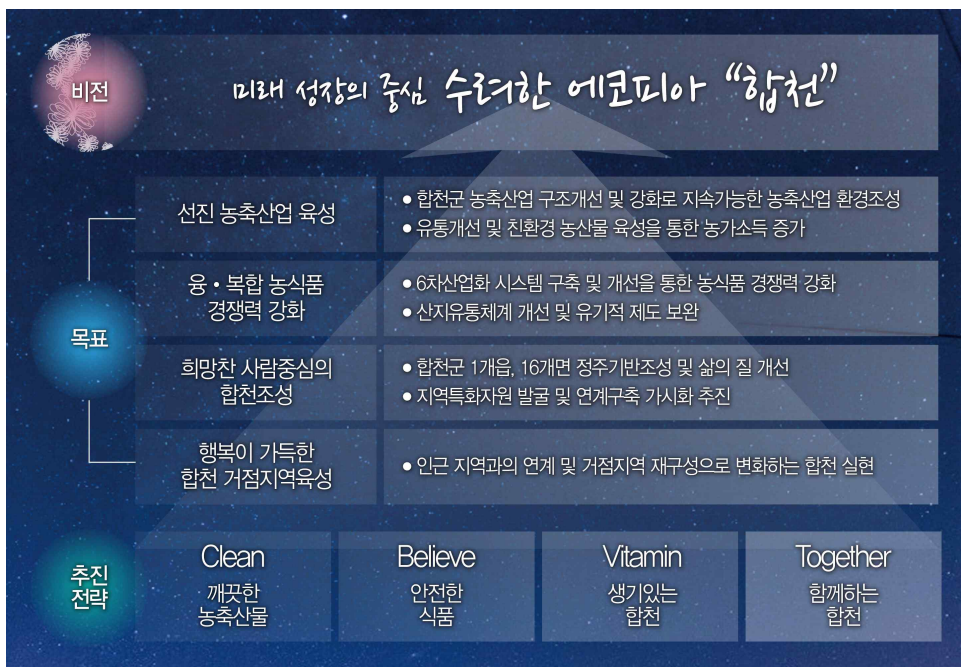 비전
미래 성장의 중심 수려한 에코피아 “합천”
목표
선진 농축산업 육성
● 합천군 농축산업 구조개선 및 강화로 지속가능한 농축산업 환경조성
● 유통개선 및 친환경 농산물 육성을 통한 농가소득 증가
융·복합 농식품
경쟁력 강화
● 6차산업화 시스템 구축 및 개선을 통한 농식품 경쟁력 강화
● 산지유통체계 개선 및 유기적 제도 보완
희망찬 사람중심의
합천조성
● 합천군 1개읍, 16개면 정주기반조성 및 삶의 질 개선
● 지역특화자원 발굴 및 연계구축 가시화 추진
행복이 가득한
합천 거점지역육성
● 인근 지역과의 연계 및 거점지역 재구성으로 변화하는 합천 실현
추진
전략
Clean
깨끗한
농축산물
Believe
안전한
식품
Vitamin
생기있는
합천
Together
함께하는
합천